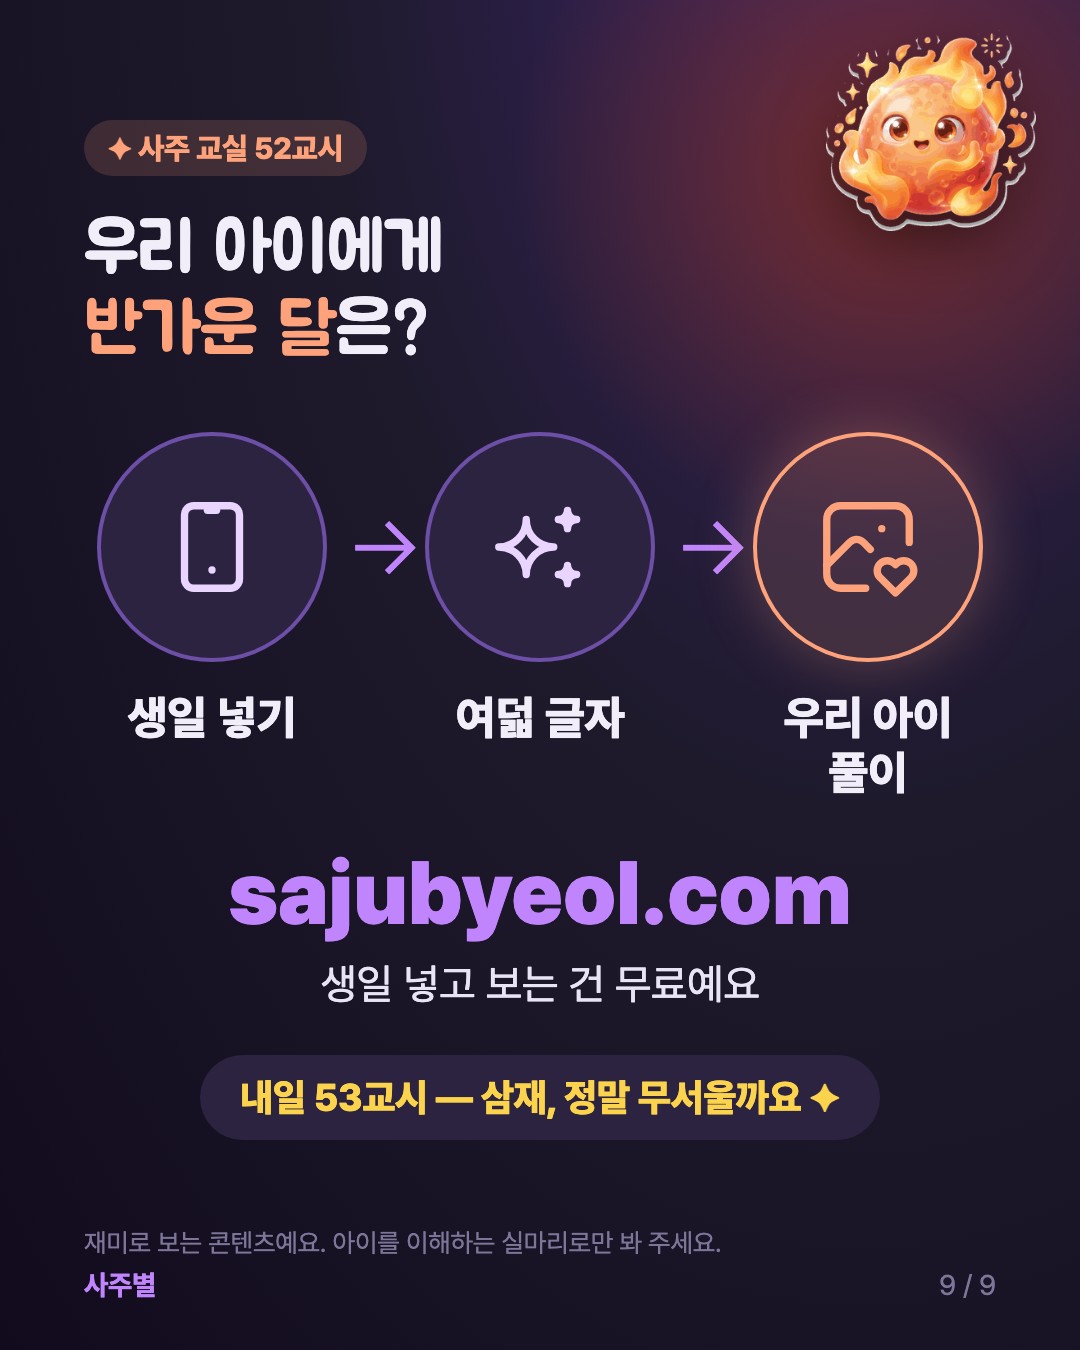 사주 교실 52교시
우리 아이에게
반가운 달은?
생일 넣기
여덟 글자
우리 아이
풀이
sajubyeol.com
생일 넣고 보는 건 무료예요
내일 53교시 — 삼재, 정말 무서울까요
재미로 보는 콘텐츠예요. 아이를 이해하는 실마리로만 봐 주세요.
사주별
9 / 9